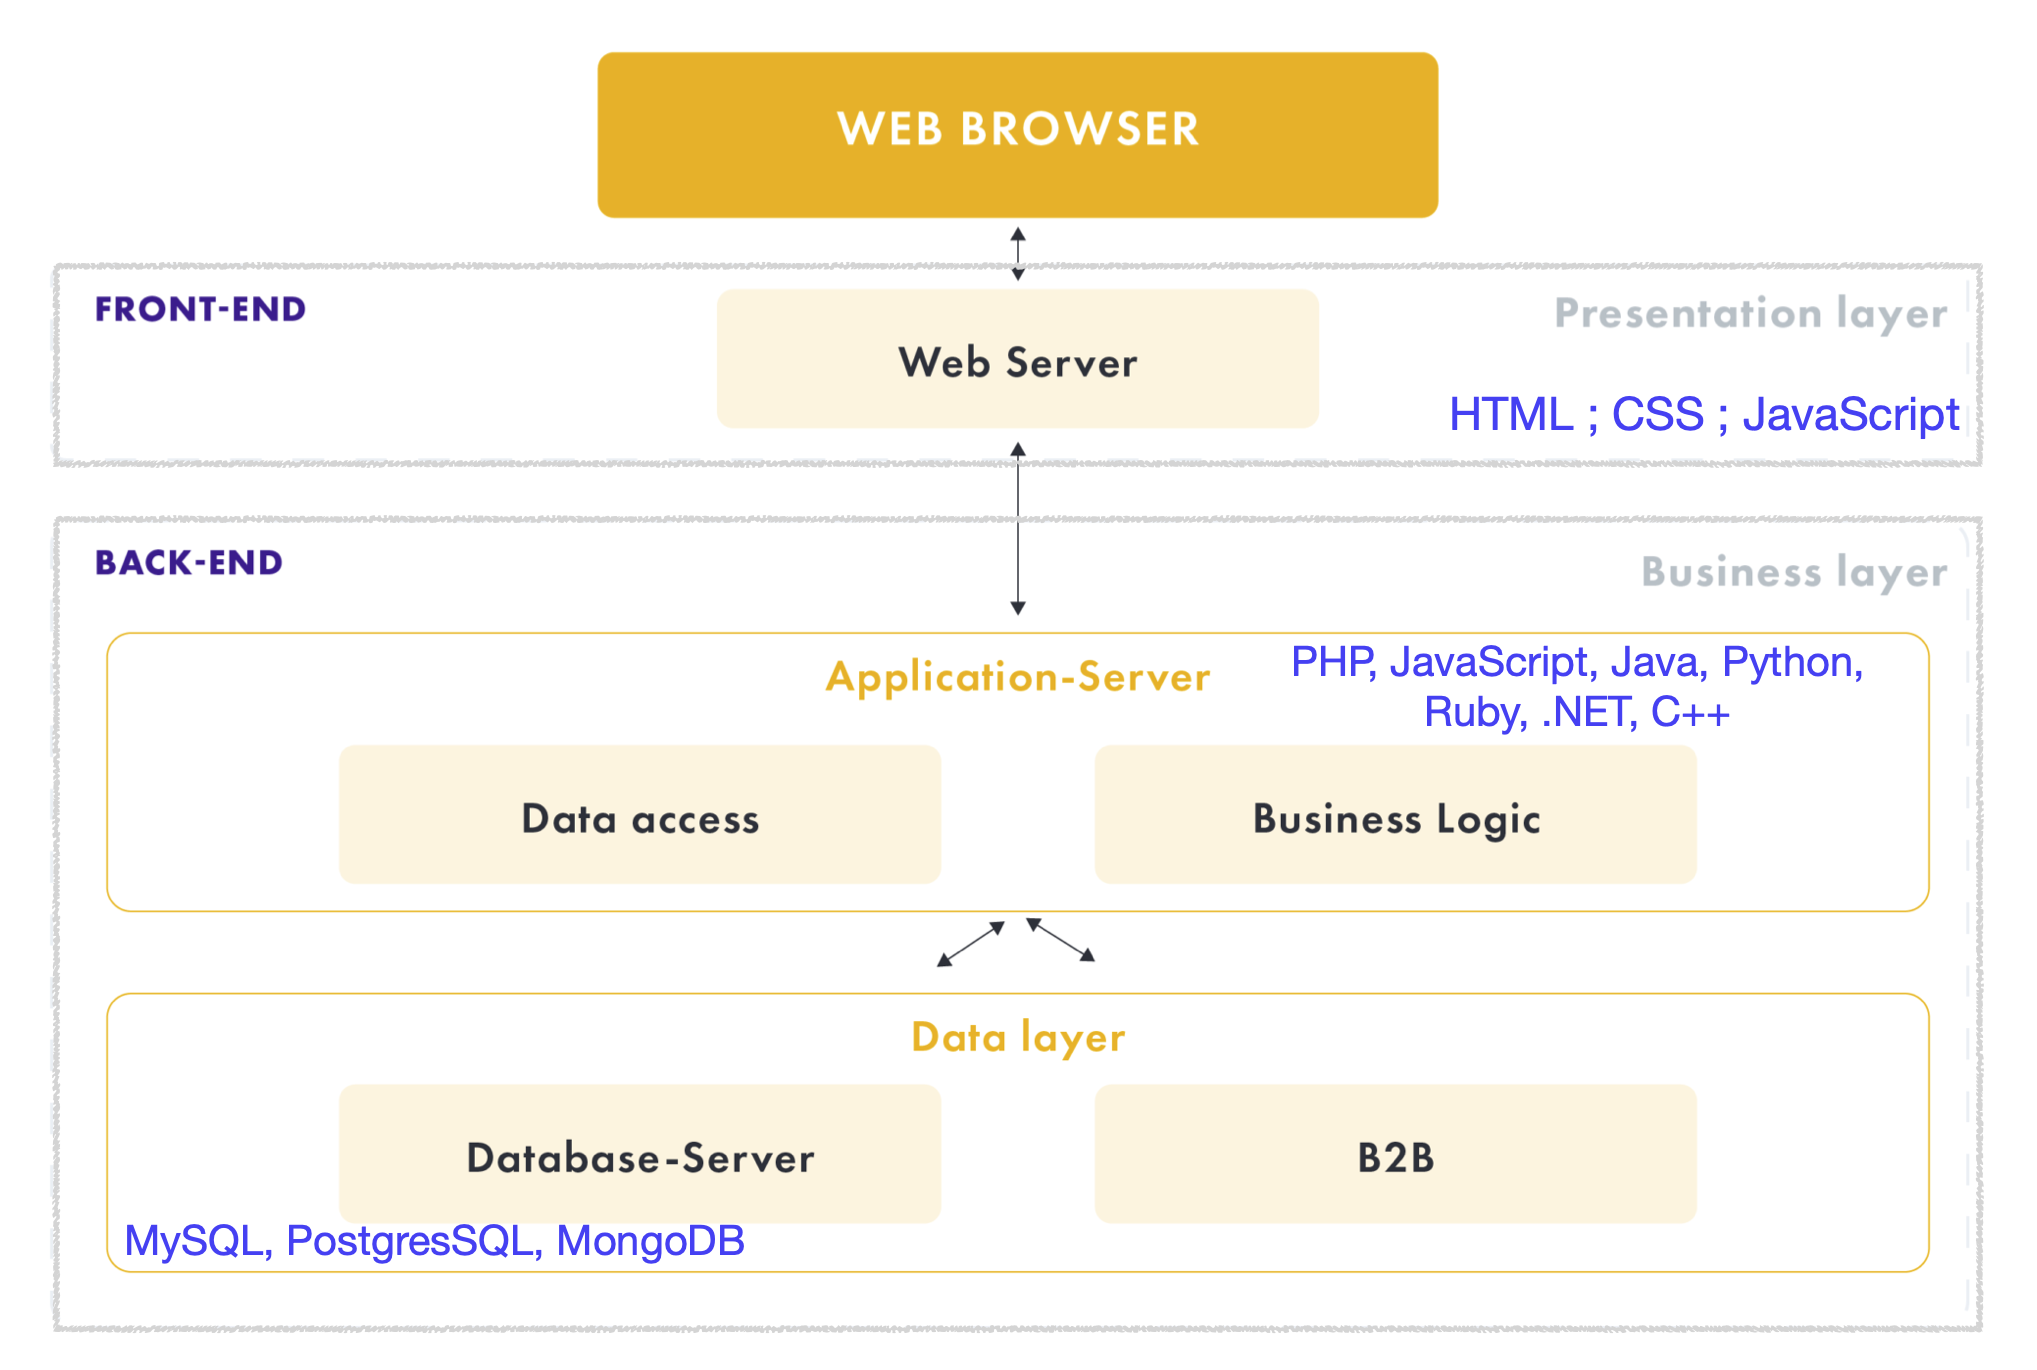 WEB BROWSER
FRONT-END
Presentation layer
Web Server
HTML ; CSS ; JavaScript
BACK-END
Business layer
Application-Server
PHP, JavaScript, Java, Python,
Ruby, .NET, C++
Data access
Business Logic
Data layer
Database-Server
B2B
MySQL, PostgresSQL, MongoDB